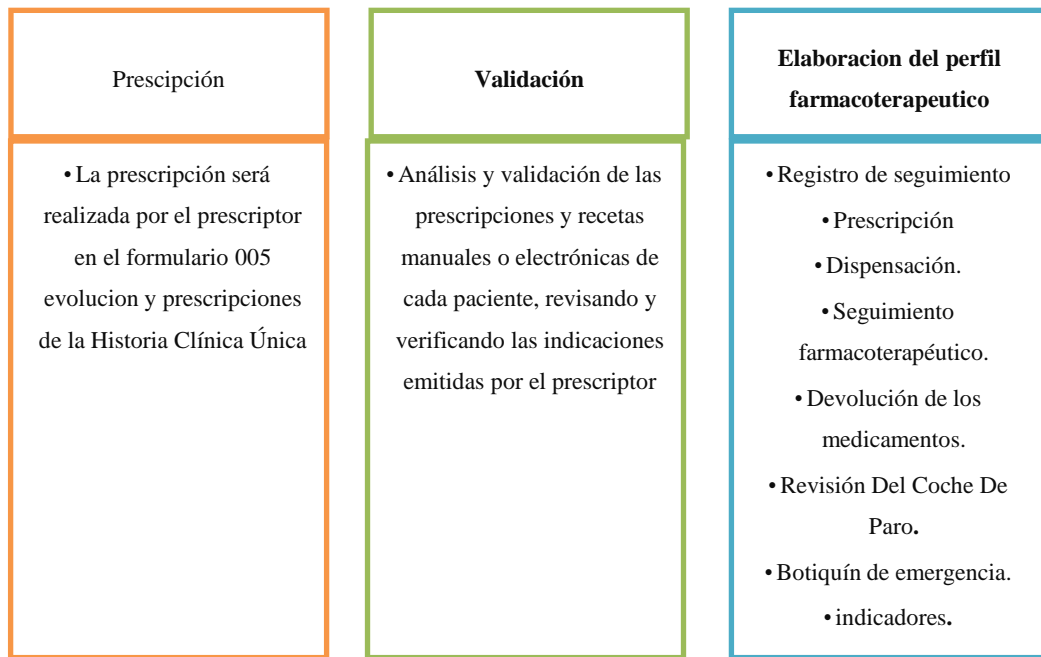 Prescipción
• La prescripción será
realizada por el prescriptor
en el formulario 005
evolucion y prescripciones
de la Historia Clínica Única
Validación
• Análisis y validación de las
prescripciones y recetas
manuales o electrónicas de
cada paciente, revisando y
verificando las indicaciones
emitidas por el prescriptor
Elaboracion del perfil
farmacoterapeutico
• Registro de seguimiento
• Prescripción
• Dispensación.
• Seguimiento
farmacoterapéutico.
• Devolución de los
medicamentos.
• Revisión Del Coche De
Paro.
• Botiquín de emergencia.
• indicadores.